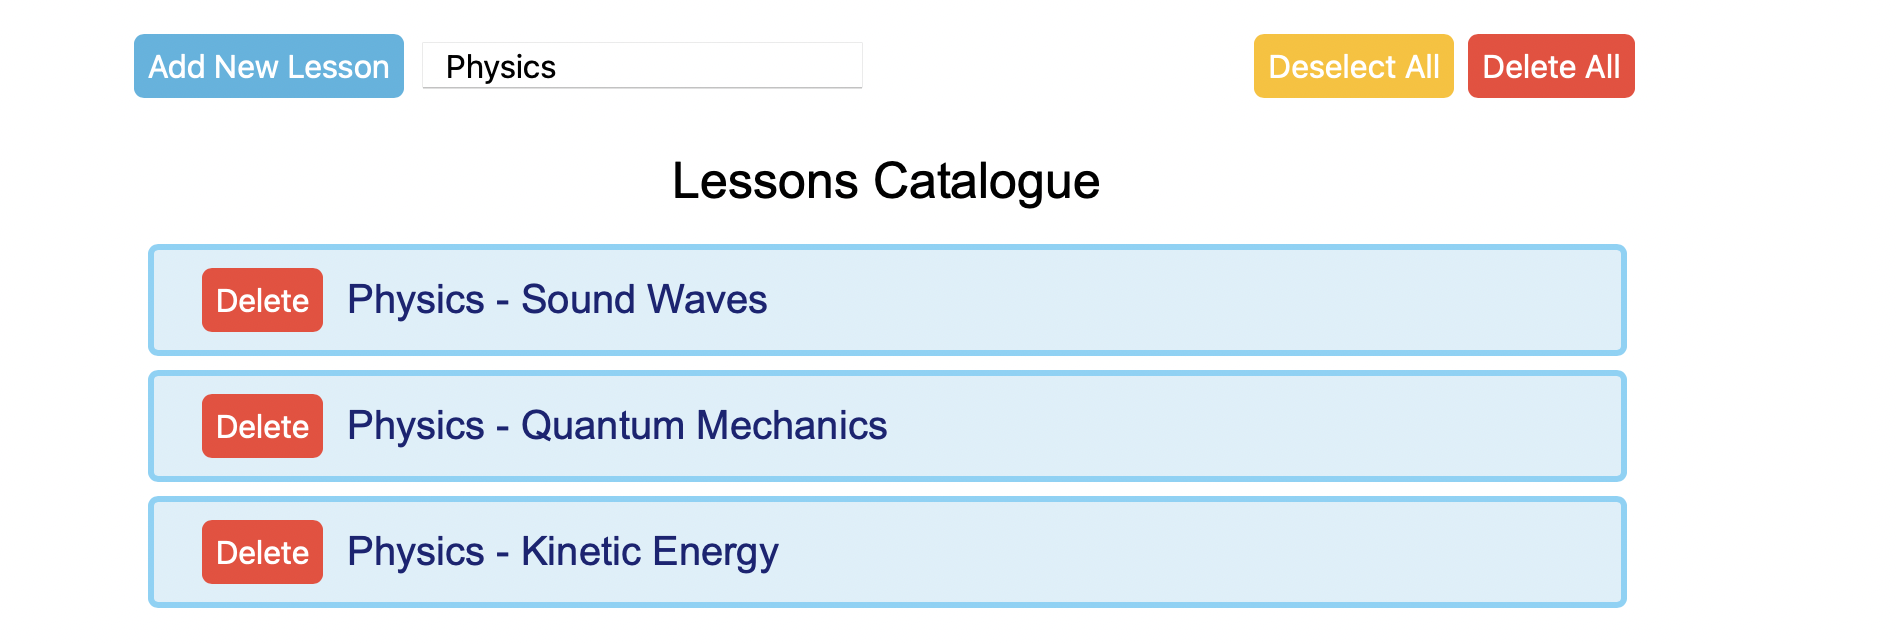 Add New Lesson Physics Deselect All Delete All
Lessons Catalogue
Delete Physics - Sound Waves
Delete Physics - Quantum Mechanics
Delete Physics - Kinetic Energy